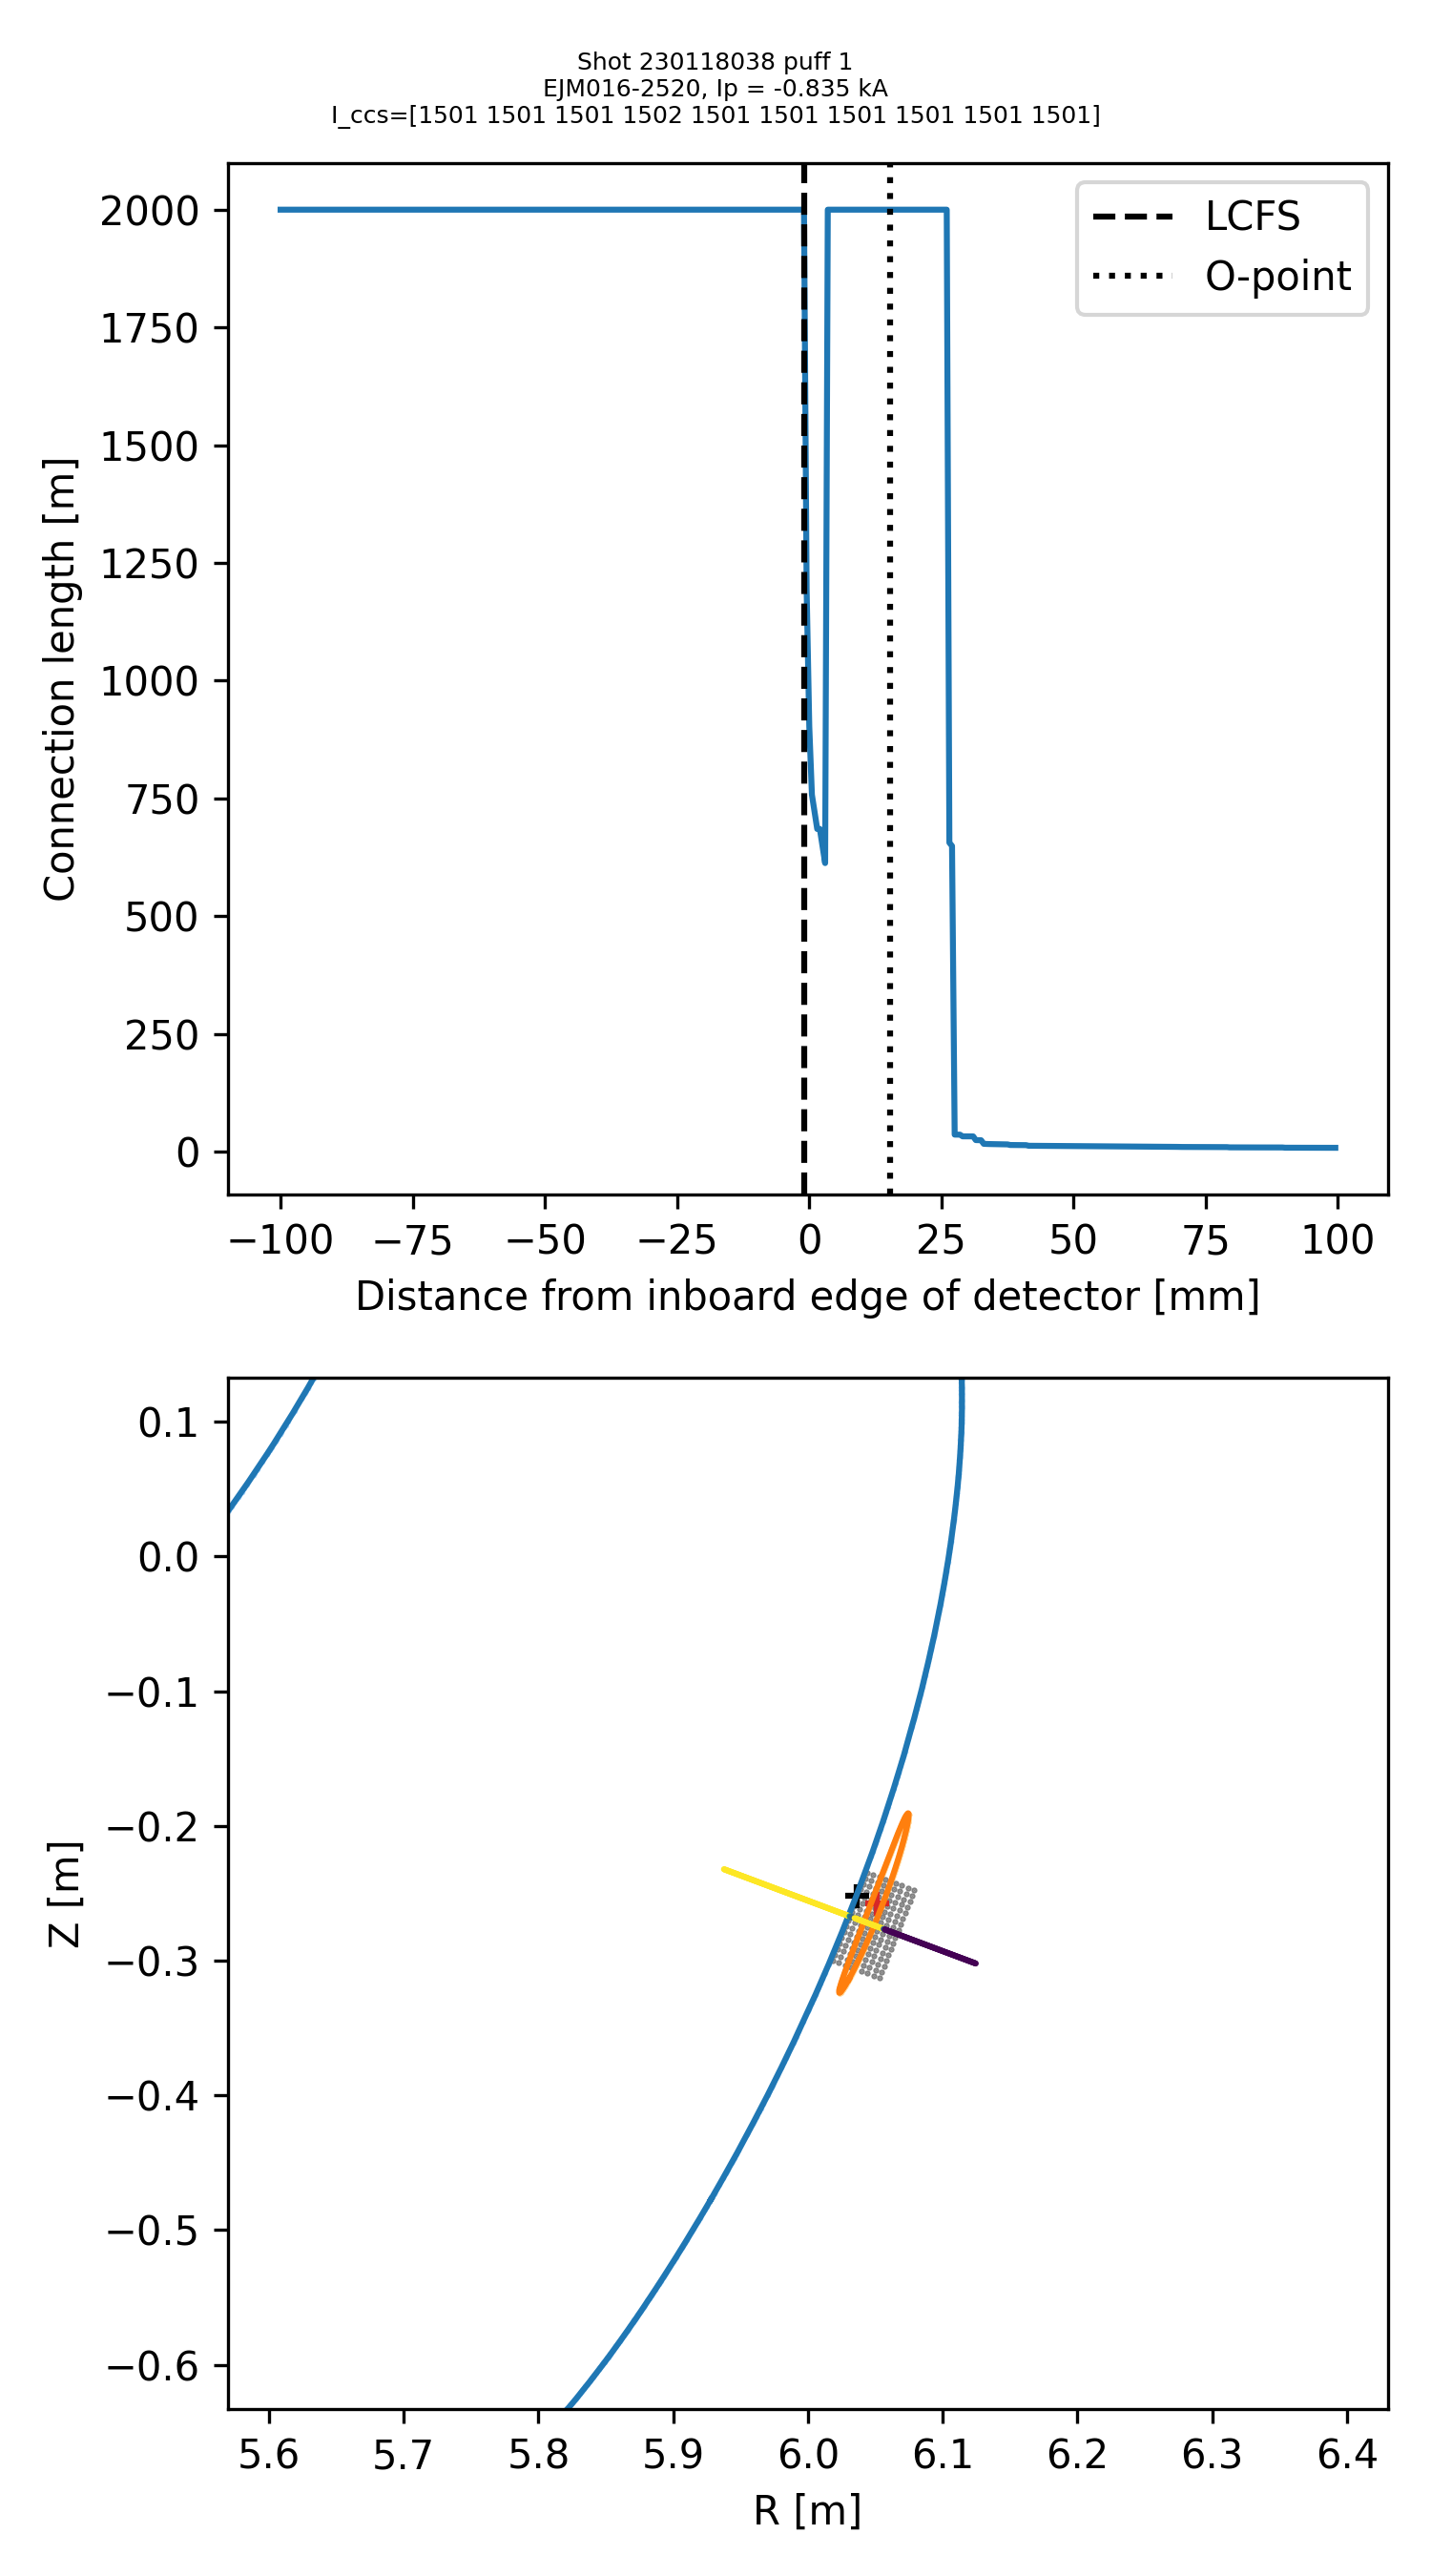 Shot 230118038 puff 1
EJM016-2520, Ip = -0.835 kA
I_ccs=[1501 1501 1501 1502 1501 1501 1501 1501 1501 1501]
LCFS
O-point
2000
1750
1500
1250
1000
750
500
250
0
Connection length [m]
−100 −75 −50 −25 0 25 50 75 100
Distance from inboard edge of detector [mm]
0.1
0.0
−0.1
−0.2
−0.3
−0.4
−0.5
−0.6
Z [m]
5.6 5.7 5.8 5.9 6.0 6.1 6.2 6.3 6.4
R [m]